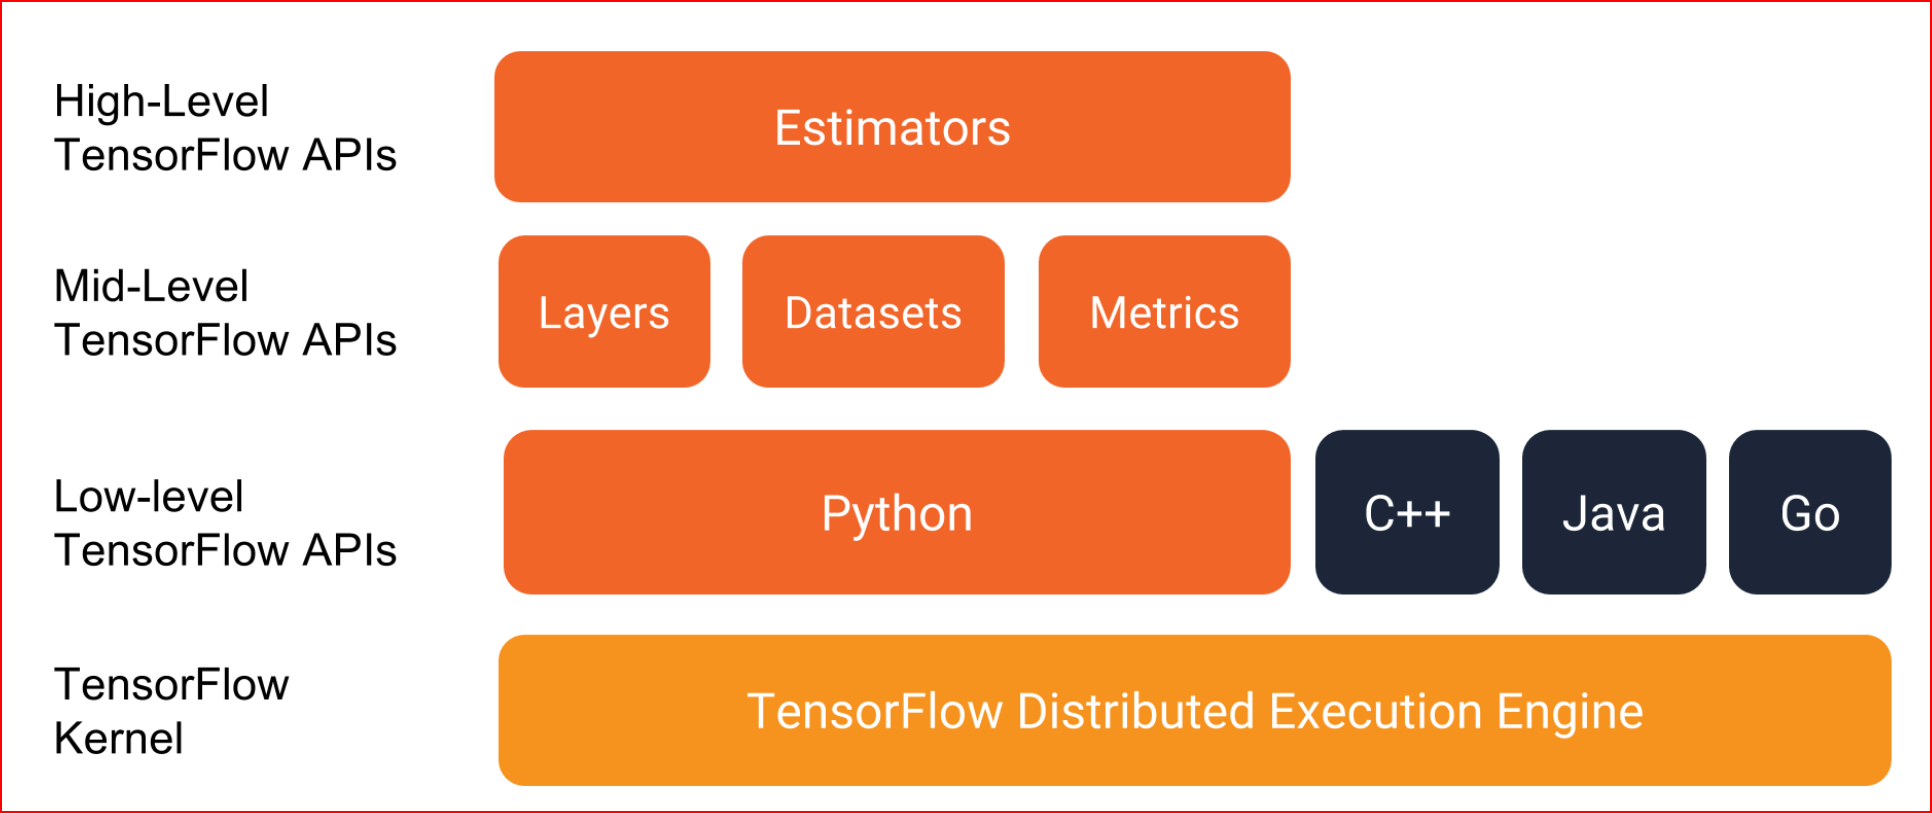 High-Level
TensorFlow APIs
Estimators
Mid-Level
TensorFlow APIs
Layers
Datasets
Metrics
Low-level
TensorFlow APIs
Python
C++
Java
Go
TensorFlow
Kernel
TensorFlow Distributed Execution Engine